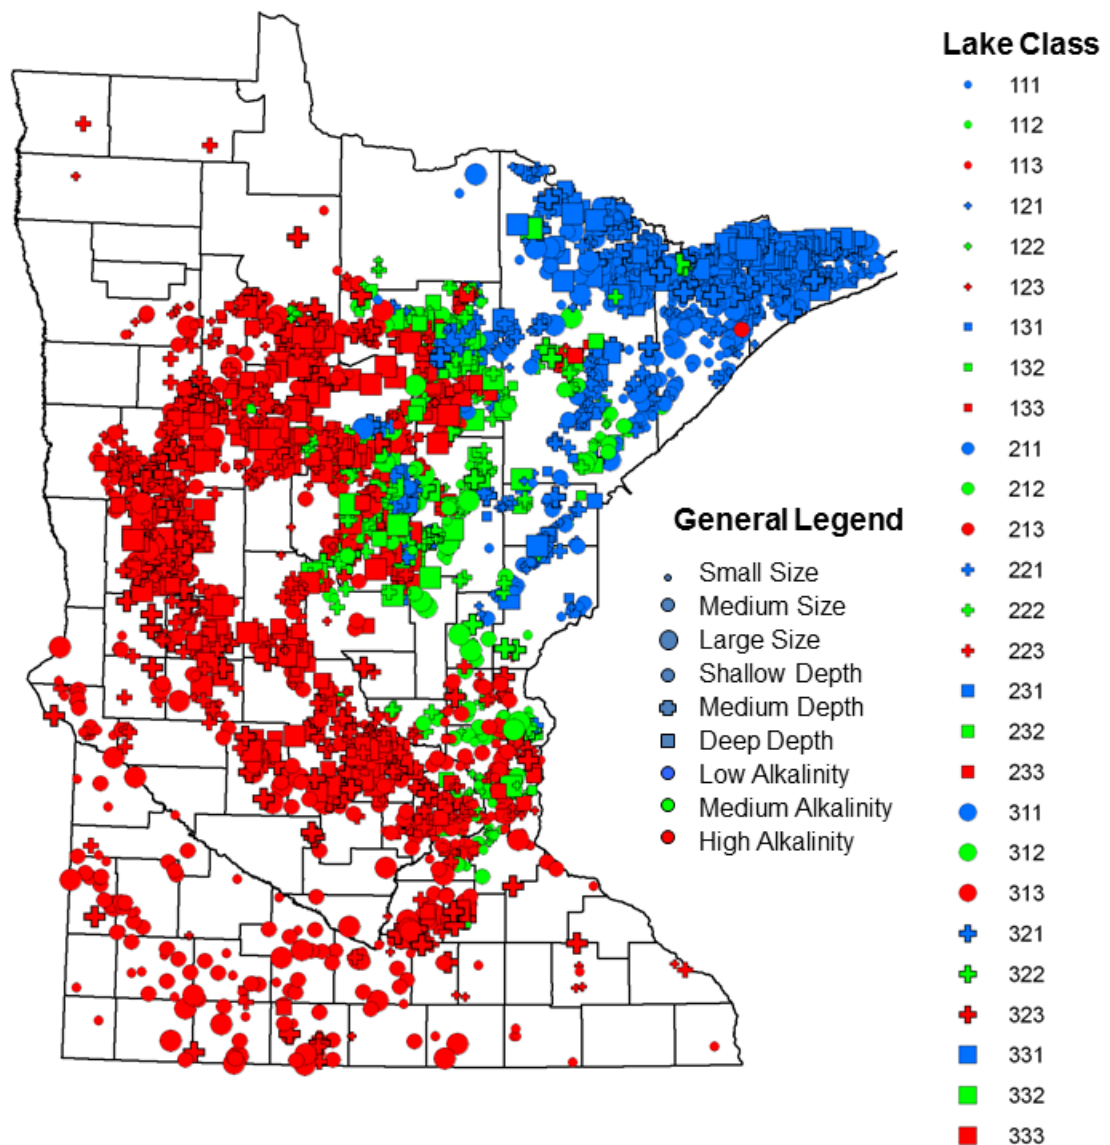 Lake Class
111
112
113
121
122
123
131
132
133
211
212
213
221
222
223
231
232
233
311
312
313
321
322
323
331
332
333
General Legend
Small Size
Medium Size
Large Size
Shallow Depth
Medium Depth
Deep Depth
Low Alkalinity
Medium Alkalinity
High Alkalinity